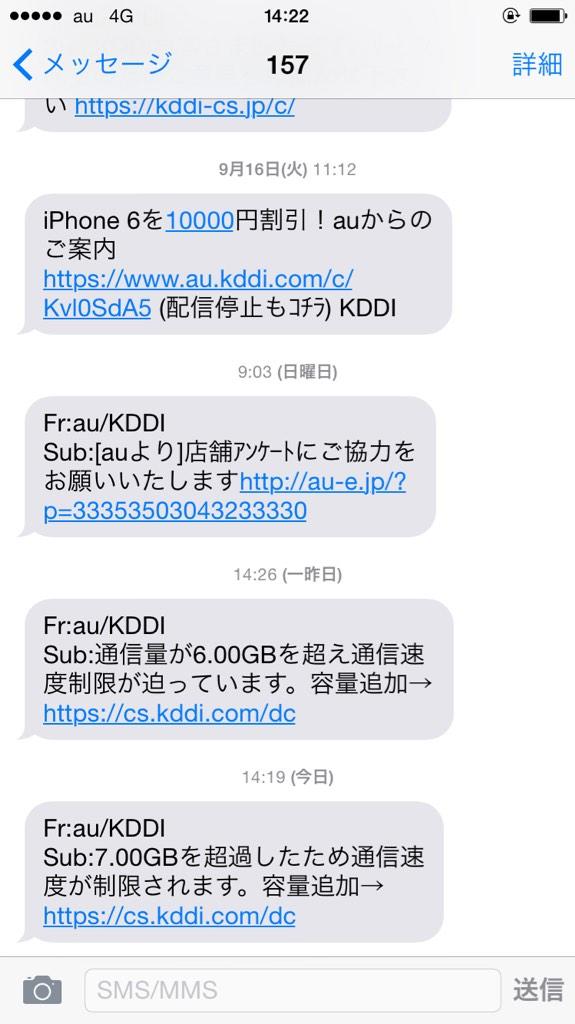 au 4G 14:22
メッセージ 157 詳細
い https://kddi-cs.jp/c/
9月16日(火) 11:12
iPhone 6を10000円割引！auからの
ご案内
https://www.au.kddi.com/c/
Kvl0SdA5 (配信停止もｺﾁﾗ) KDDI
9:03 (日曜日)
Fr:au/KDDI
Sub:[auより]店舗ｱﾝｹｰﾄにご協力を
お願いいたしますhttp://au-e.jp/?
p=33353503043233330
14:26 (一昨日)
Fr:au/KDDI
Sub:通信量が6.00GBを超え通信速
度制限が迫っています。容量追加→
https://cs.kddi.com/dc
14:19 (今日)
Fr:au/KDDI
Sub:7.00GBを超過したため通信速
度が制限されます。容量追加→
https://cs.kddi.com/dc
SMS/MMS 送信